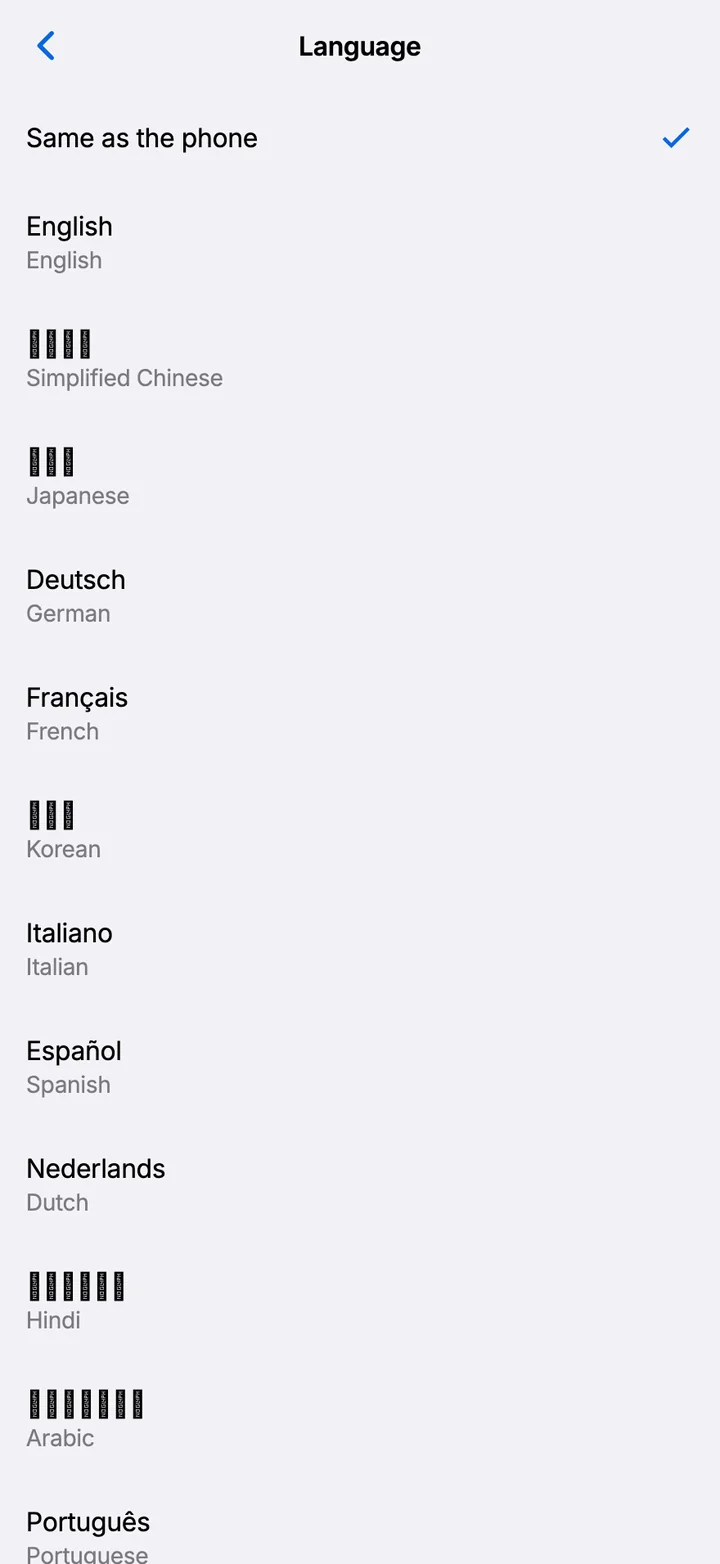 Language
Same as the phone
English
English
Simplified Chinese
Japanese
Deutsch
German
Français
French
Korean
Italiano
Italian
Español
Spanish
Nederlands
Dutch
Hindi
Arabic
Português
Portuguese